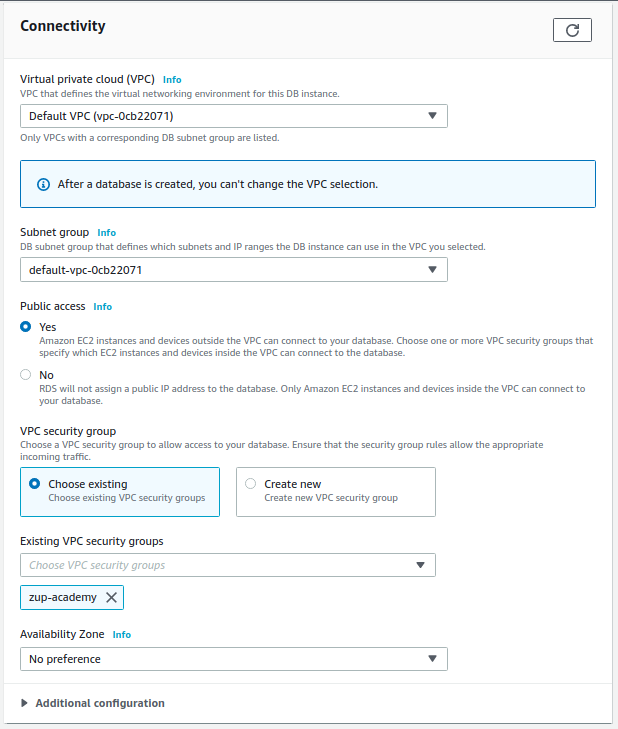 Connectivity
Virtual private cloud (VPC) Info
VPC that defines the virtual networking environment for this DB instance.
Default VPC (vpc-0cb22071)
Only VPCs with a corresponding DB subnet group are listed.
After a database is created, you can't change the VPC selection.
Subnet group Info
DB subnet group that defines which subnets and IP ranges the DB instance can use in the VPC you selected.
default-vpc-0cb22071
Public access Info
Yes
Amazon EC2 instances and devices outside the VPC can connect to your database. Choose one or more VPC security groups that
specify which EC2 instances and devices inside the VPC can connect to the database.
No
RDS will not assign a public IP address to the database. Only Amazon EC2 instances and devices inside the VPC can connect to
your database.
VPC security group
Choose a VPC security group to allow access to your database. Ensure that the security group rules allow the appropriate
incoming traffic.
Choose existing
Choose existing VPC security groups
Create new
Create new VPC security group
Existing VPC security groups
Choose VPC security groups
zup-academy
Availability Zone Info
No preference
Additional configuration